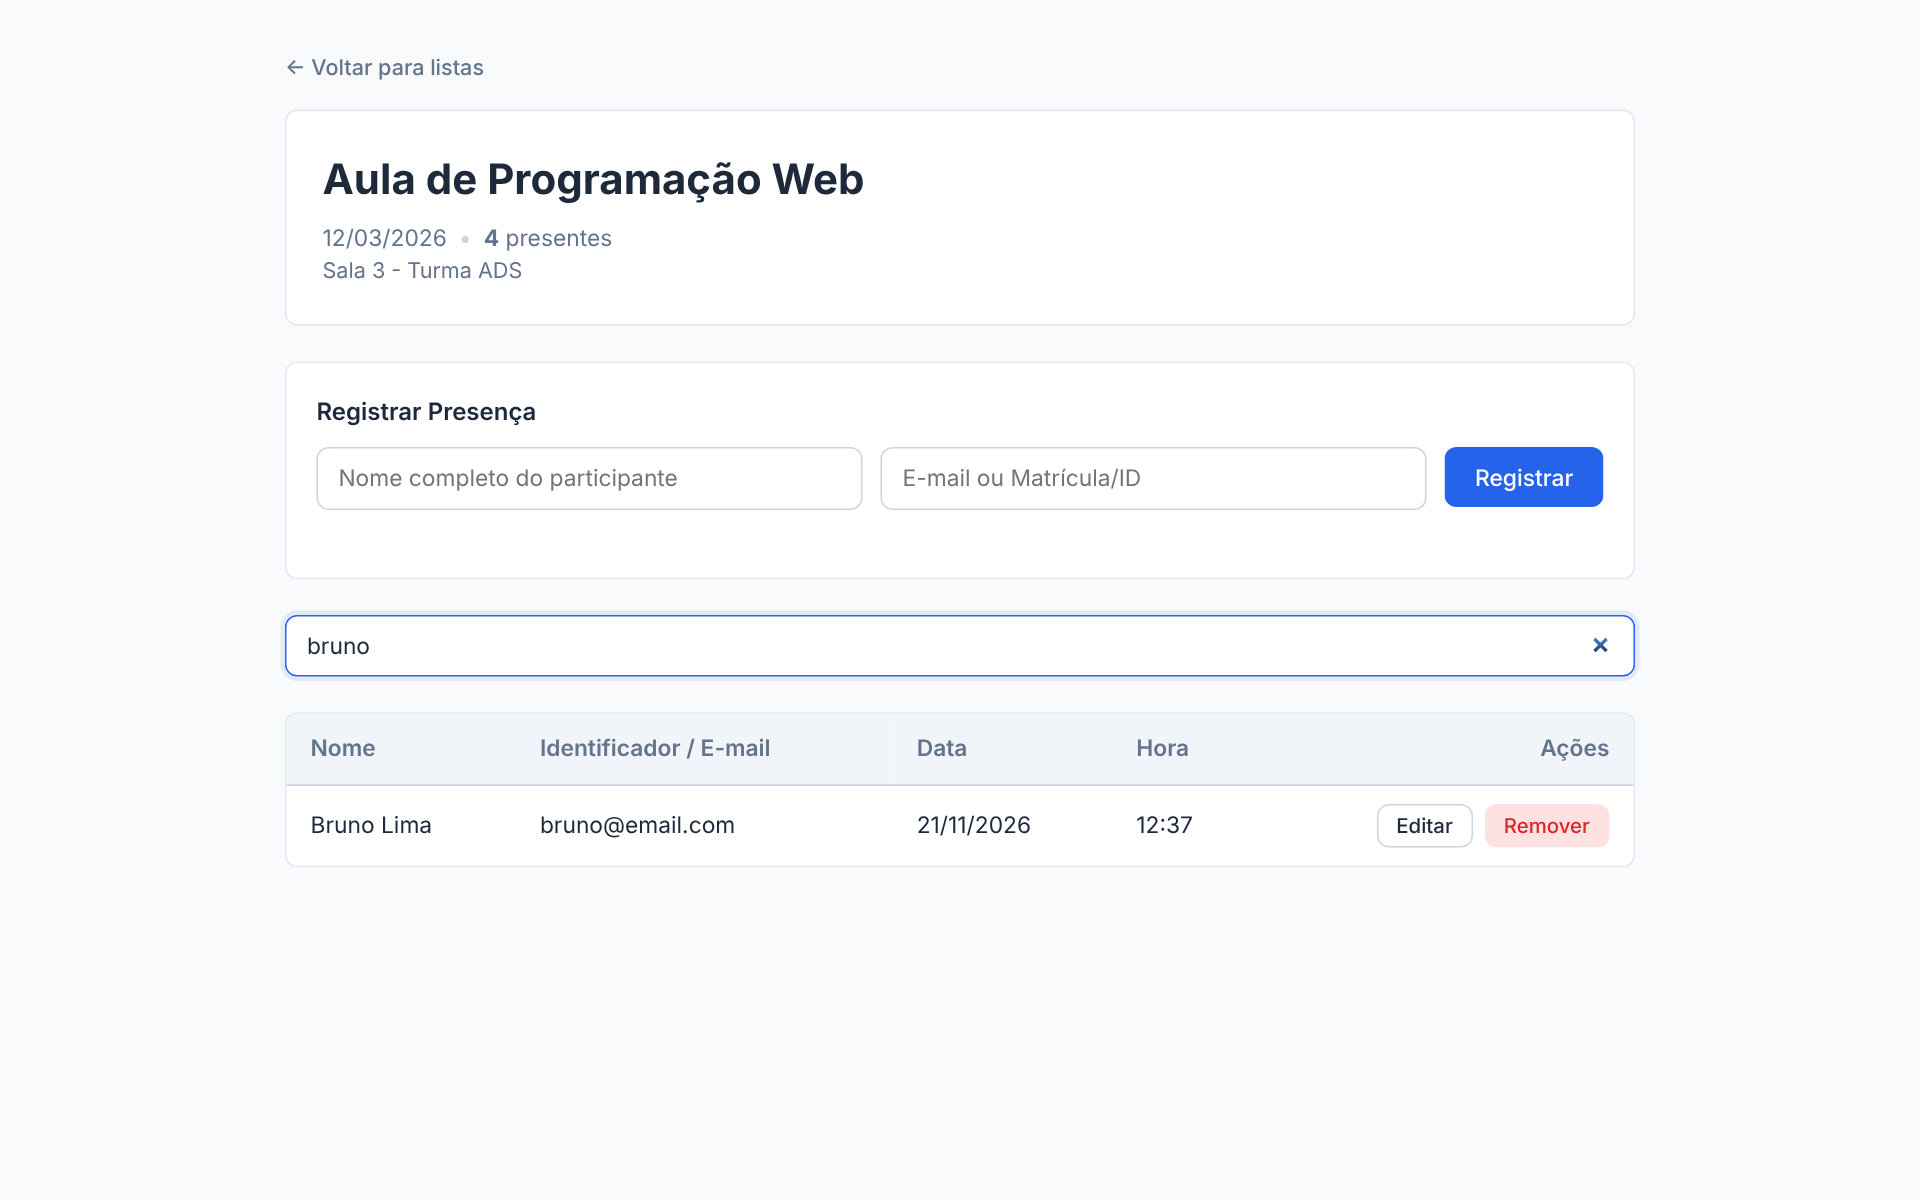 ← Voltar para listas
Aula de Programação Web
12/03/2026 • 4 presentes
Sala 3 - Turma ADS
Registrar Presença
Nome completo do participante E-mail ou Matrícula/ID Registrar
bruno ×
Nome Identificador / E-mail Data Hora Ações
Bruno Lima bruno@email.com 21/11/2026 12:37 Editar Remover